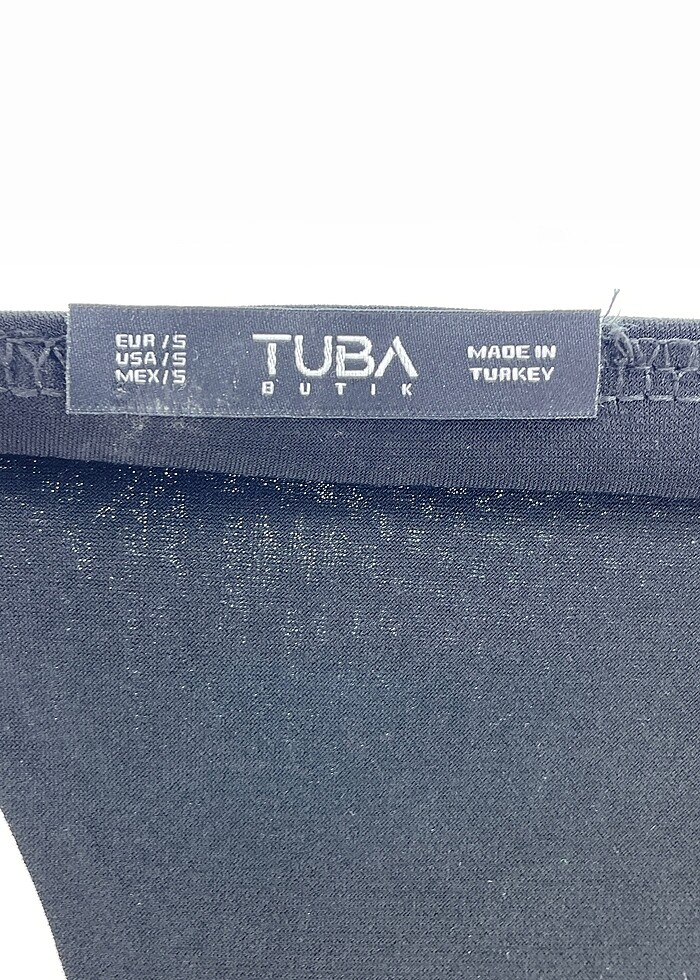 EUR/S
USA/S
MEX/S
TUBA
BUTIK
MADE IN
TURKEY